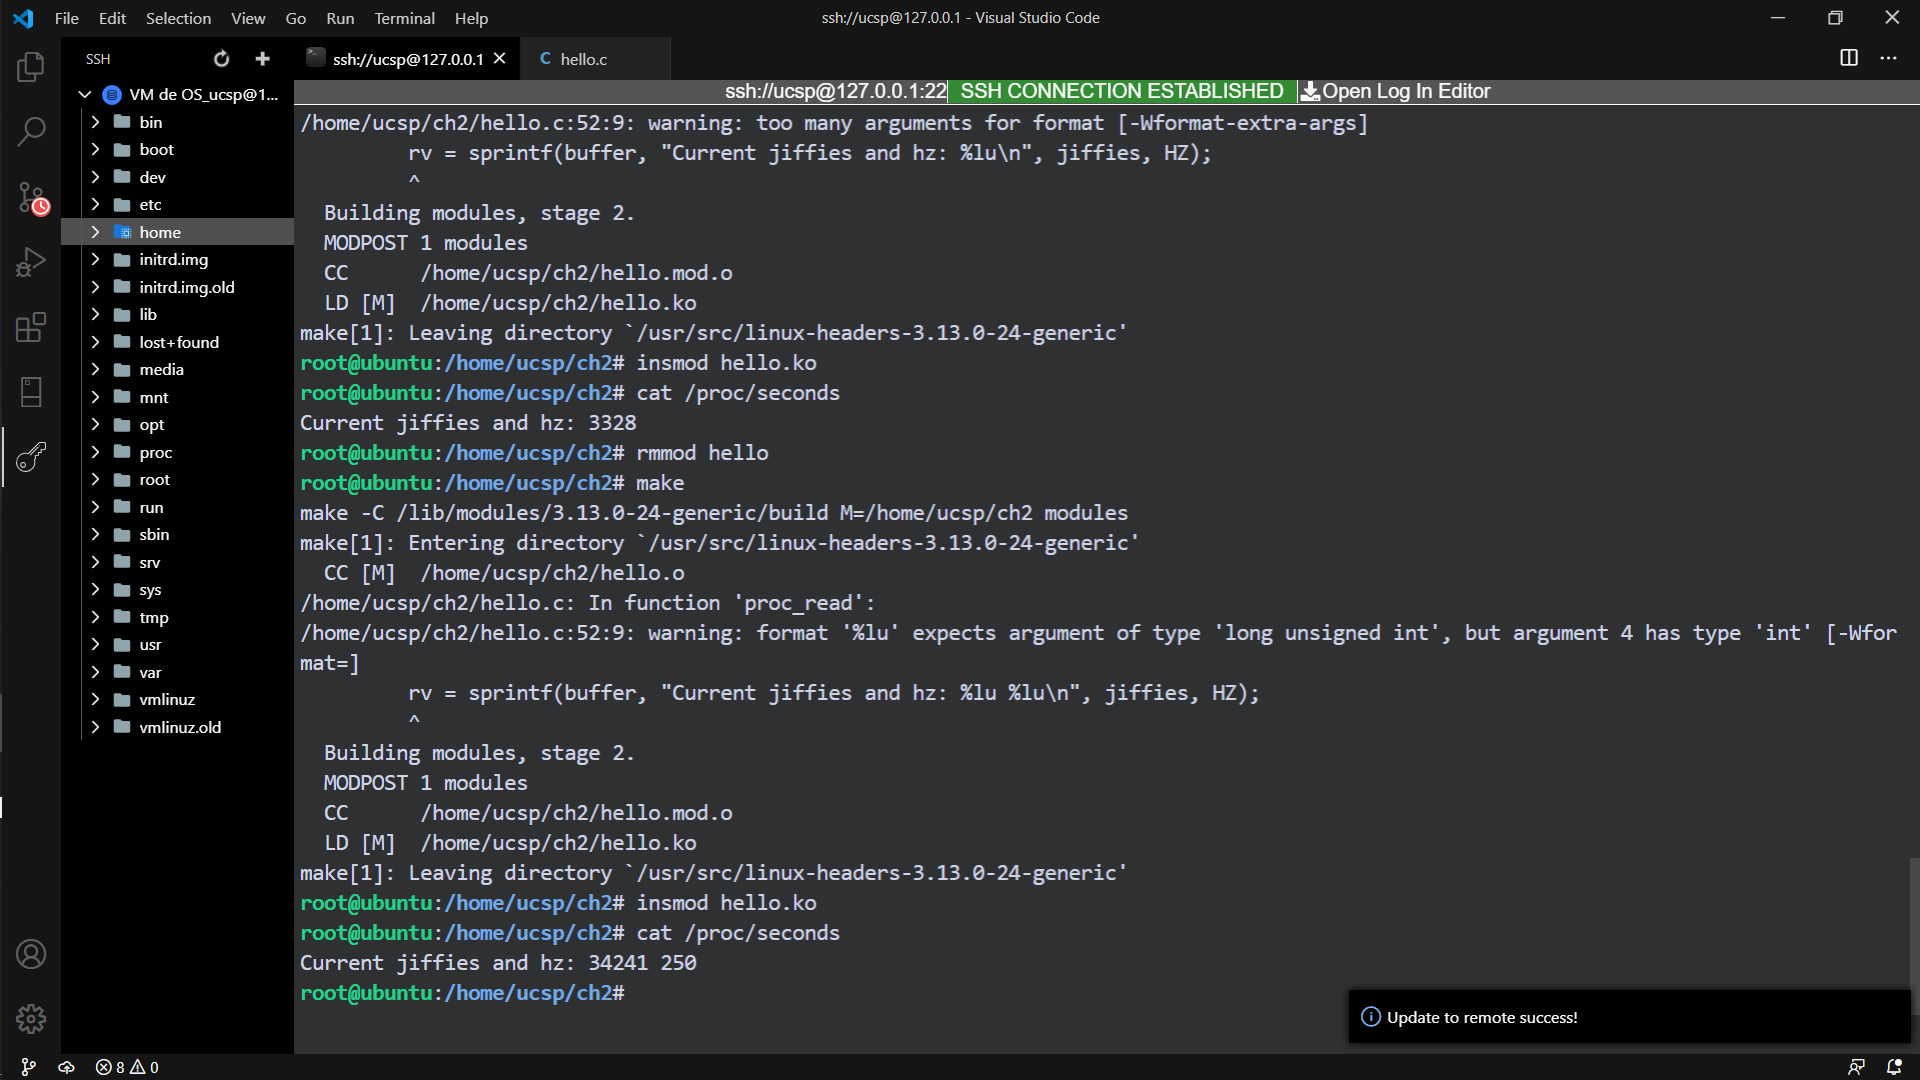 File Edit Selection View Go Run Terminal Help
ssh://ucsp@127.0.0.1 - Visual Studio Code
SSH
ssh://ucsp@127.0.0.1
C hello.c
VM de OS_ucsp@1...
bin
boot
dev
etc
home
initrd.img
initrd.img.old
lib
lost+found
media
mnt
opt
proc
root
run
sbin
srv
sys
tmp
usr
var
vmlinuz
vmlinuz.old
ssh://ucsp@127.0.0.1:22 SSH CONNECTION ESTABLISHED Open Log In Editor
/home/ucsp/ch2/hello.c:52:9: warning: too many arguments for format [-Wformat-extra-args]
rv = sprintf(buffer, "Current jiffies and hz: %lu\n", jiffies, HZ);
^
Building modules, stage 2.
MODPOST 1 modules
CC /home/ucsp/ch2/hello.mod.o
LD [M] /home/ucsp/ch2/hello.ko
make[1]: Leaving directory `/usr/src/linux-headers-3.13.0-24-generic'
root@ubuntu:/home/ucsp/ch2# insmod hello.ko
root@ubuntu:/home/ucsp/ch2# cat /proc/seconds
Current jiffies and hz: 3328
root@ubuntu:/home/ucsp/ch2# rmmod hello
root@ubuntu:/home/ucsp/ch2# make
make -C /lib/modules/3.13.0-24-generic/build M=/home/ucsp/ch2 modules
make[1]: Entering directory `/usr/src/linux-headers-3.13.0-24-generic'
CC [M] /home/ucsp/ch2/hello.o
/home/ucsp/ch2/hello.c: In function 'proc_read':
/home/ucsp/ch2/hello.c:52:9: warning: format '%lu' expects argument of type 'long unsigned int', but argument 4 has type 'int' [-Wfor
mat=]
rv = sprintf(buffer, "Current jiffies and hz: %lu %lu\n", jiffies, HZ);
^
Building modules, stage 2.
MODPOST 1 modules
CC /home/ucsp/ch2/hello.mod.o
LD [M] /home/ucsp/ch2/hello.ko
make[1]: Leaving directory `/usr/src/linux-headers-3.13.0-24-generic'
root@ubuntu:/home/ucsp/ch2# insmod hello.ko
root@ubuntu:/home/ucsp/ch2# cat /proc/seconds
Current jiffies and hz: 34241 250
root@ubuntu:/home/ucsp/ch2#
Update to remote success!
8 0